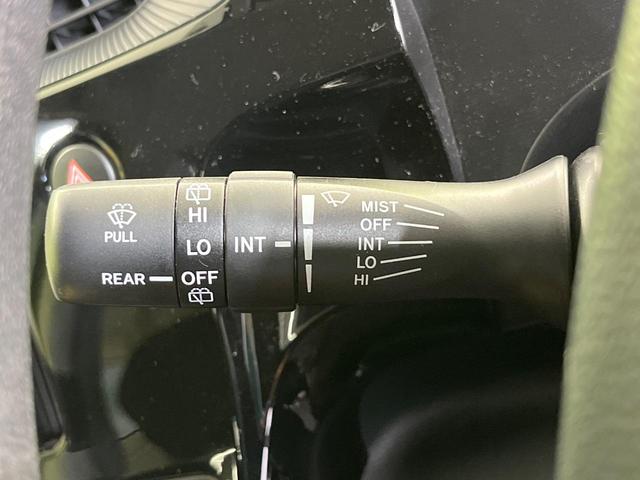 PULL
REAR
HI
LO
OFF
INT
MIST
OFF
INT
LO
HI